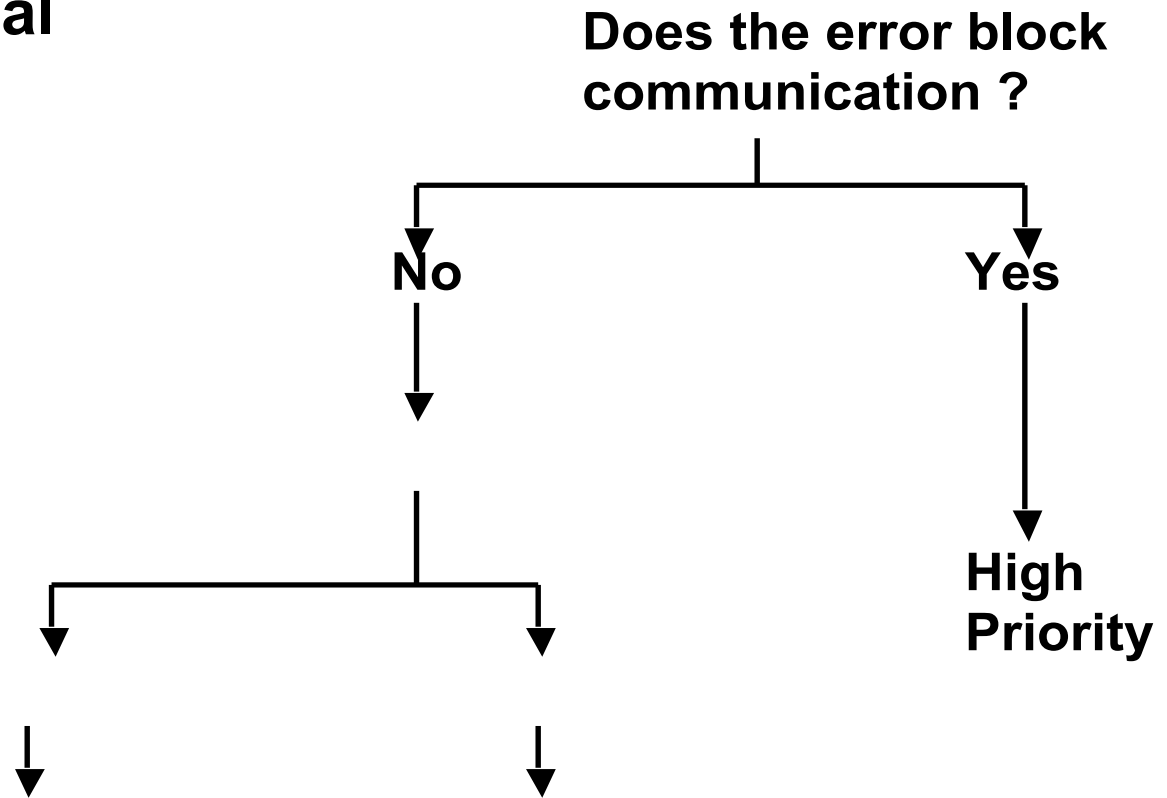 al
Does the error block
communication ?
No
Yes
High
Priority